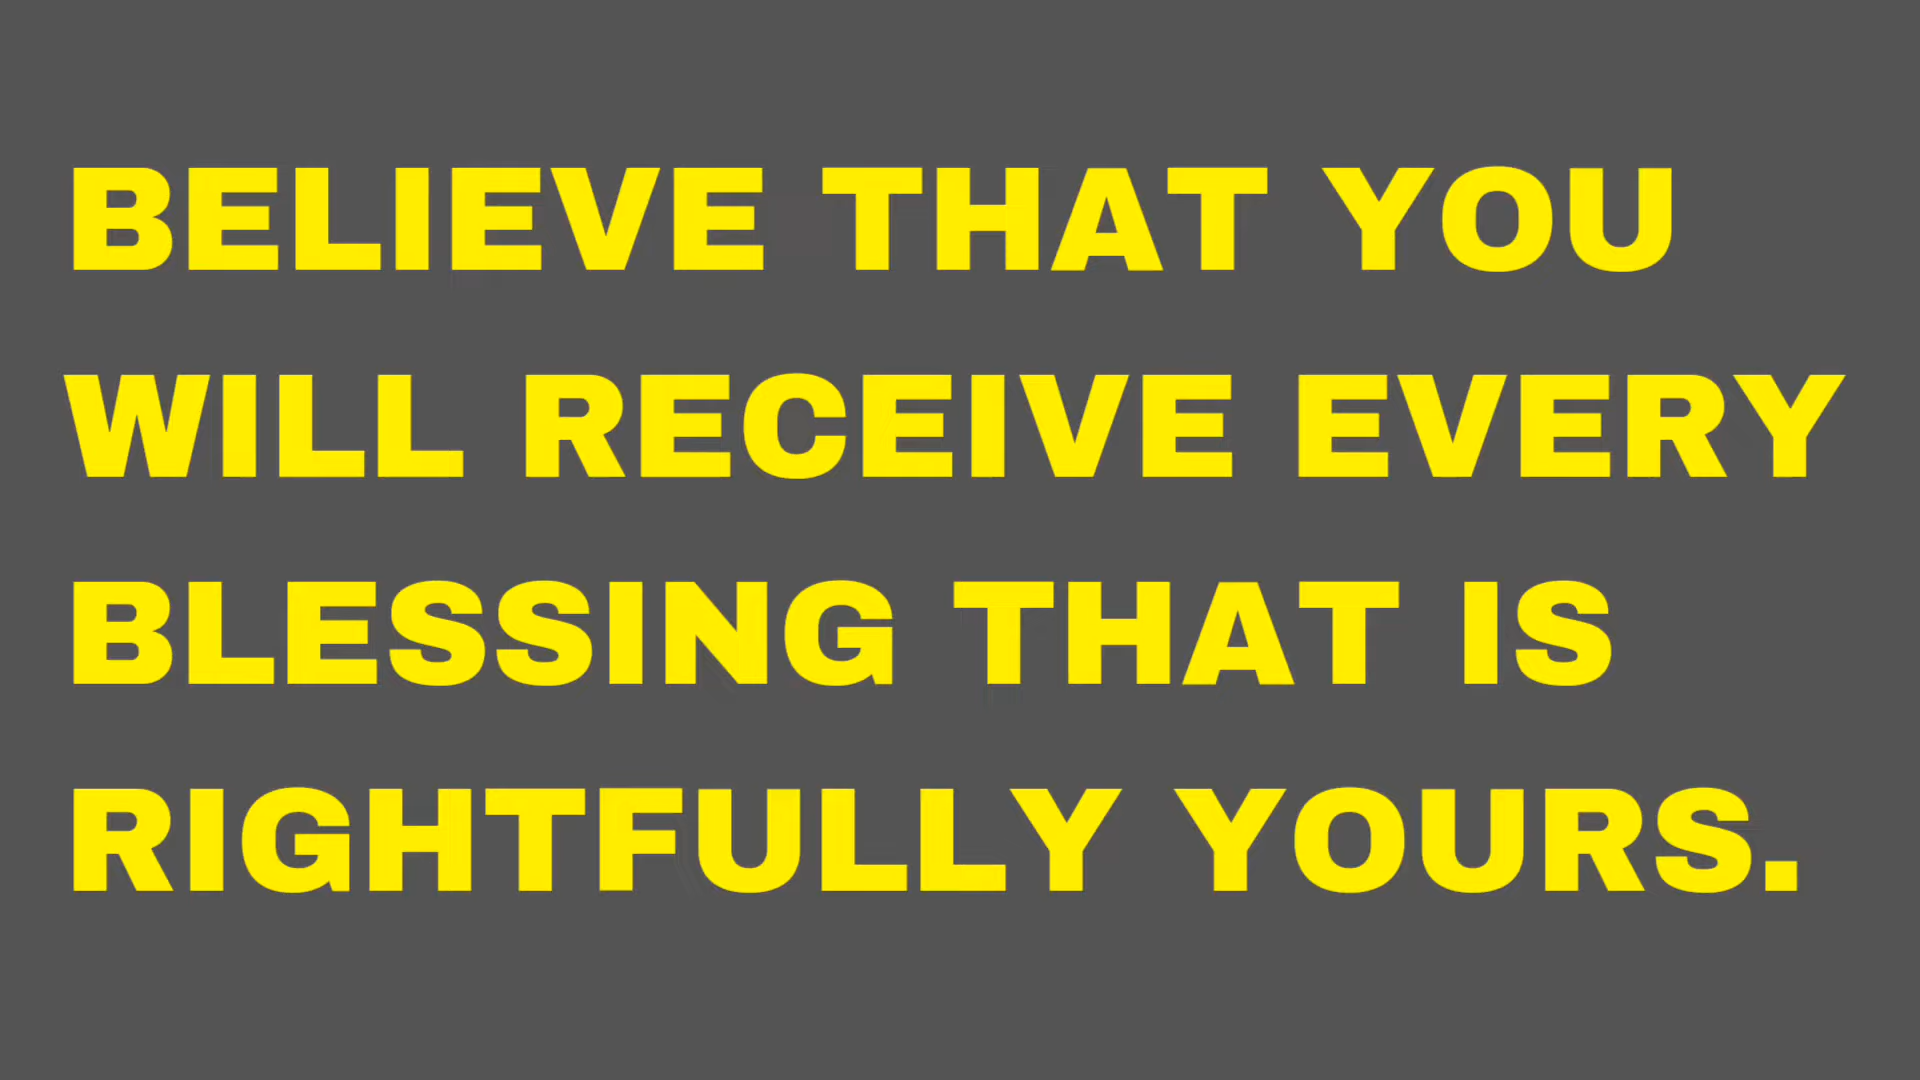 BELIEVE THAT YOU
WILL RECEIVE EVERY
BLESSING THAT IS
RIGHTFULLY YOURS.